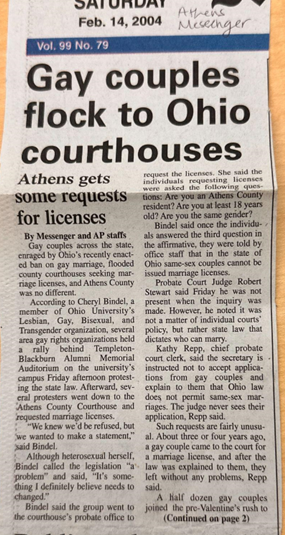 SATURDAY
Feb. 14, 2004
Athens
Messenger
Vol. 99 No. 79
Gay couples
flock to Ohio
courthouses
Athens gets
some requests
for licenses
By Messenger and AP staffs
Gay couples across the state,
enraged by Ohio's recently enact-
ed ban on gay marriage, flooded
county courthouses seeking mar-
riage licenses, and Athens County
was no different.
According to Cheryl Bindel, a
member of Ohio University's
Lesbian, Gay, Bisexual, and
Transgender organization, several
area gay rights organizations held
a rally behind Templeton-
Blackburn Alumni Memorial
Auditorium on the university's
campus Friday afternoon protest-
ing the state law. Afterward, sev-
eral protesters went down to the
Athens County Courthouse and
requested marriage licenses.
"We knew we'd be refused, but
we wanted to make a statement,"
said Bindel.
Although heterosexual herself,
Bindel called the legislation "a
problem" and said, "It's some-
thing I definitely believe needs to
changed."
Bindel said the group went to
the courthouse's probate office to
request the licenses. She said the
individuals requesting licenses
were asked the following ques-
tions: Are you an Athens County
resident? Are you at least 18 years
old? Are you the same gender?
Bindel said once the individu-
als answered the third question in
the affirmative, they were told by
office staff that in the state of
Ohio same-sex couples cannot be
issued marriage licenses.
Probate Court Judge Robert
Stewart said Friday he was not
present when the inquiry was
made. However, he noted it was
not a matter of individual courts'
policy, but rather state law that
dictates who can marry.
Kathy Repp, chief probate
court clerk, said the secretary is
instructed not to accept applica-
tions from gay couples and
explain to them that Ohio law
does not permit same-sex mar-
riages. The judge never sees their
application, Repp said.
Such requests are fairly unusu-
al. About three or four years ago,
a gay couple came to the court for
a marriage license, and after the
law was explained to them, they
left without any problems, Repp
said.
A half dozen gay couples
joined the pre-Valentine's rush to
(Continued on page 2)